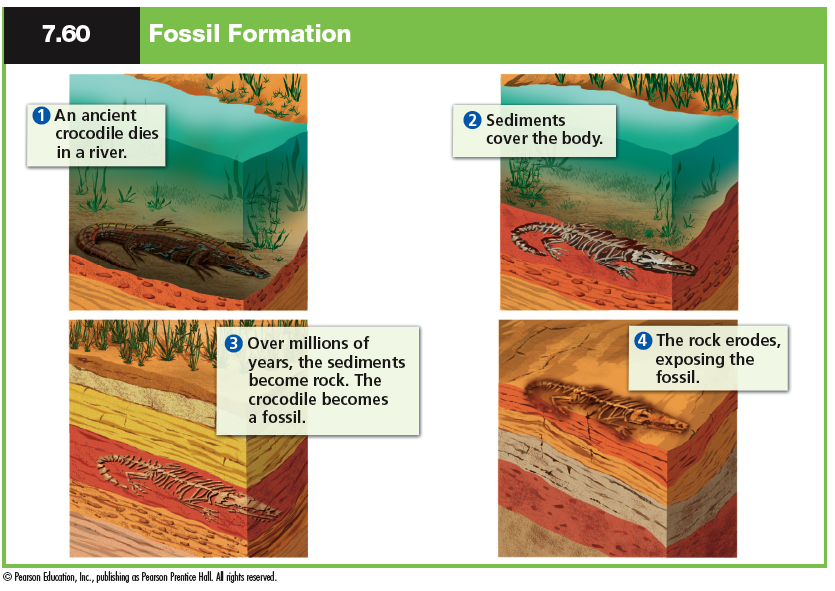 7.60
Fossil Formation
1 An ancient
crocodile dies
in a river.
2 Sediments
cover the body.
3 Over millions of
years, the sediments
become rock. The
crocodile becomes
a fossil.
4 The rock erodes,
exposing the
fossil.
© Pearson Education, Inc., publishing as Pearson Prentice Hall. All rights reserved.